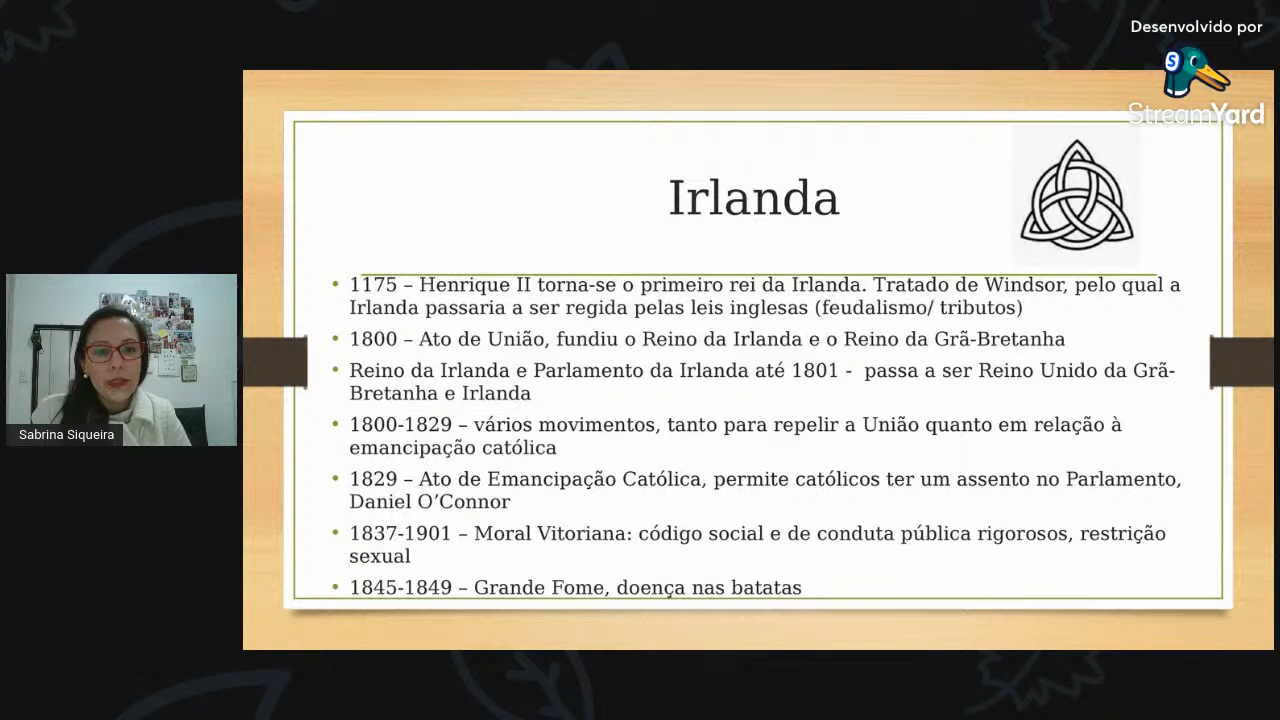 Desenvolvido por
StreamYard
Irlanda
• 1175 – Henrique II torna-se o primeiro rei da Irlanda. Tratado de Windsor, pelo qual a
Irlanda passaria a ser regida pelas leis inglesas (feudalismo/ tributos)
• 1800 – Ato de União, fundiu o Reino da Irlanda e o Reino da Grã-Bretanha
• Reino da Irlanda e Parlamento da Irlanda até 1801 -  passa a ser Reino Unido da Grã-
Bretanha e Irlanda
• 1800-1829 – vários movimentos, tanto para repelir a União quanto em relação à
emancipação católica
• 1829 – Ato de Emancipação Católica, permite católicos ter um assento no Parlamento,
Daniel O’Connor
• 1837-1901 – Moral Vitoriana: código social e de conduta pública rigorosos, restrição
sexual
• 1845-1849 – Grande Fome, doença nas batatas
Sabrina Siqueira